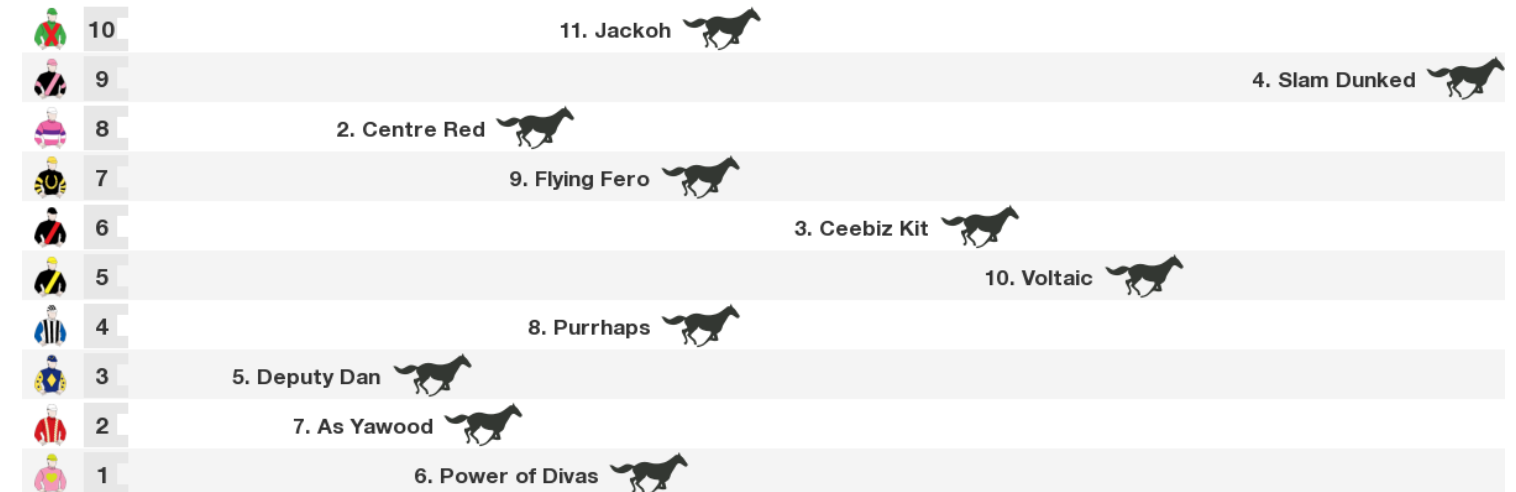 10 11. Jackoh
9 4. Slam Dunked
8 2. Centre Red
7 9. Flying Fero
6 3. Ceebiz Kit
5 10. Voltaic
4 8. Purrhaps
3 5. Deputy Dan
2 7. As Yawood
1 6. Power of Divas